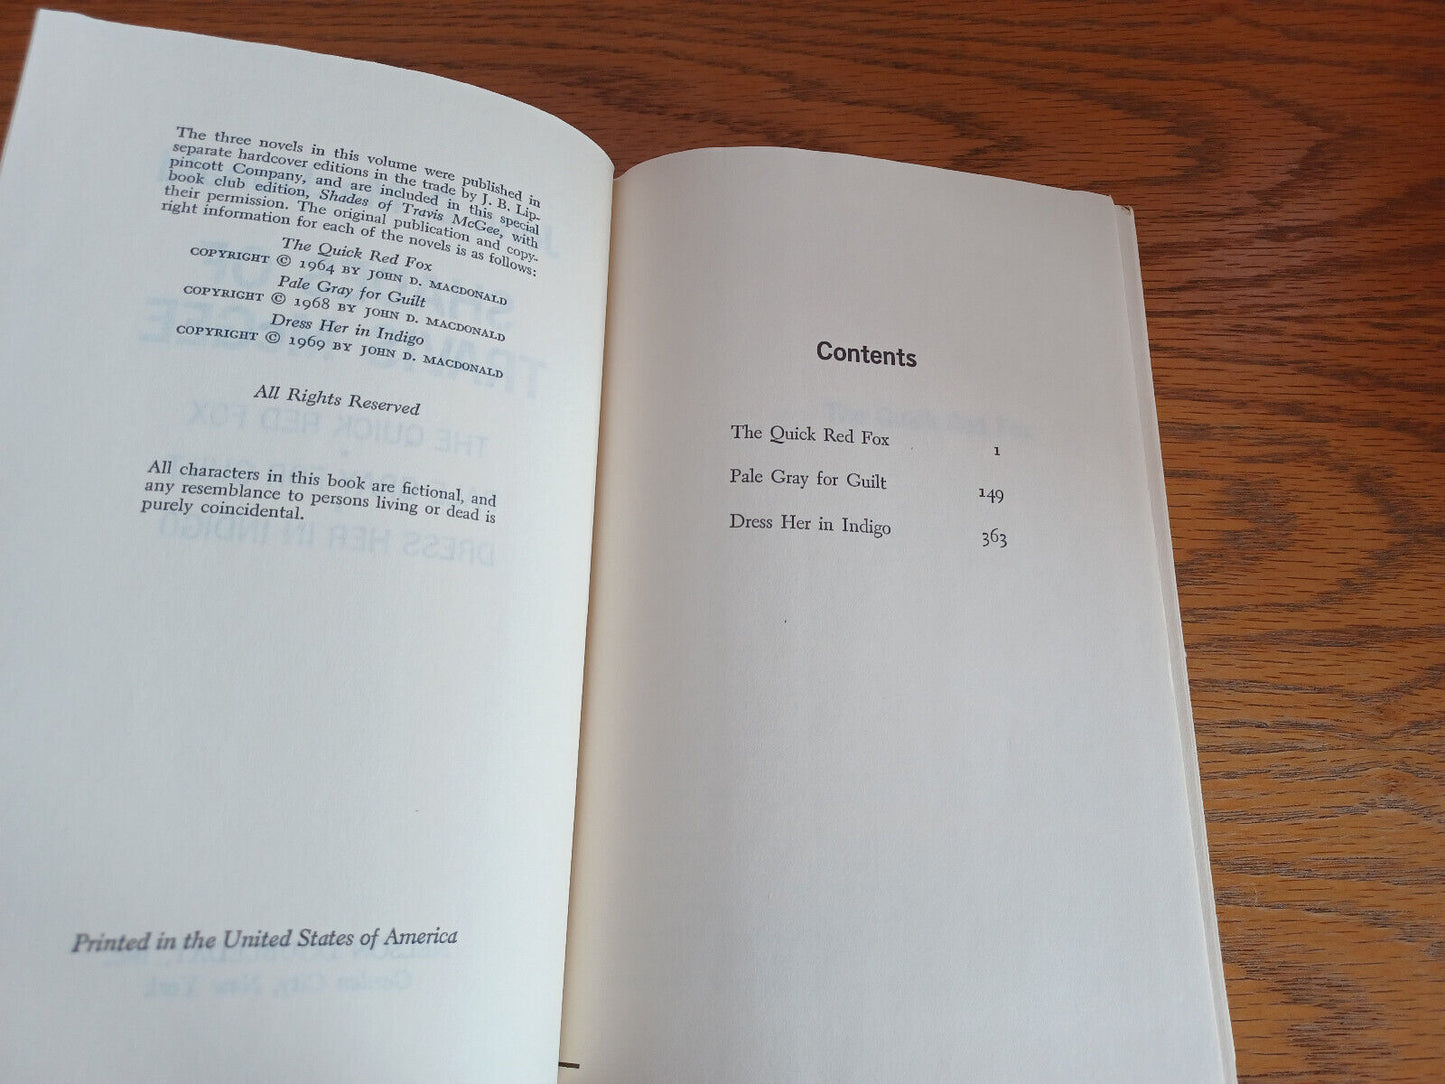 The three novels in this volume were published in
separate hardcover editions in the trade by J. B. Lip-
pincott Company, and are included in this special
book club edition, Shades of Travis McGee, with
their permission. The original publication and copy-
right information for each of the novels is as follows:
The Quick Red Fox
COPYRIGHT © 1964 BY JOHN D. MACDONALD
Pale Gray for Guilt
COPYRIGHT © 1968 BY JOHN D. MACDONALD
Dress Her in Indigo
COPYRIGHT © 1969 BY JOHN D. MACDONALD
All Rights Reserved
All characters in this book are fictional, and
any resemblance to persons living or dead is
purely coincidental.
Printed in the United States of America
Contents
The Quick Red Fox 1
Pale Gray for Guilt 149
Dress Her in Indigo 363